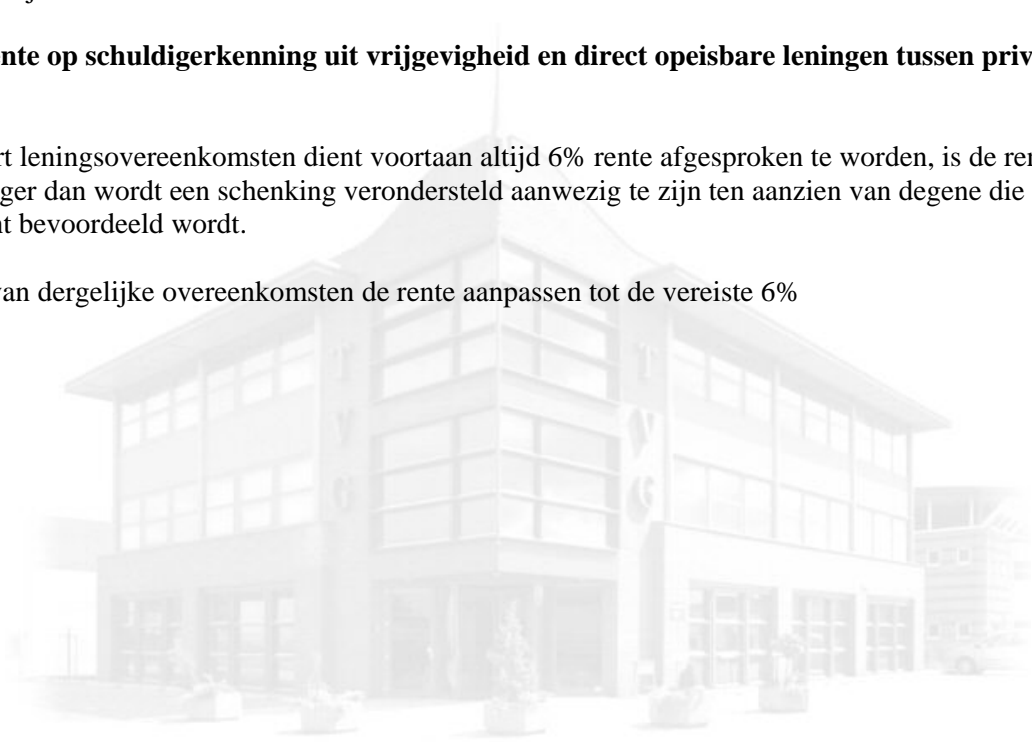 nte op schuldigerkenning uit vrijgevigheid en direct opeisbare leningen tussen priv
rt leningsovereenkomsten dient voortaan altijd 6% rente afgesproken te worden, is de re
ger dan wordt een schenking verondersteld aanwezig te zijn ten aanzien van degene die
nt bevoordeeld wordt.
van dergelijke overeenkomsten de rente aanpassen tot de vereiste 6%
T V G
T V G